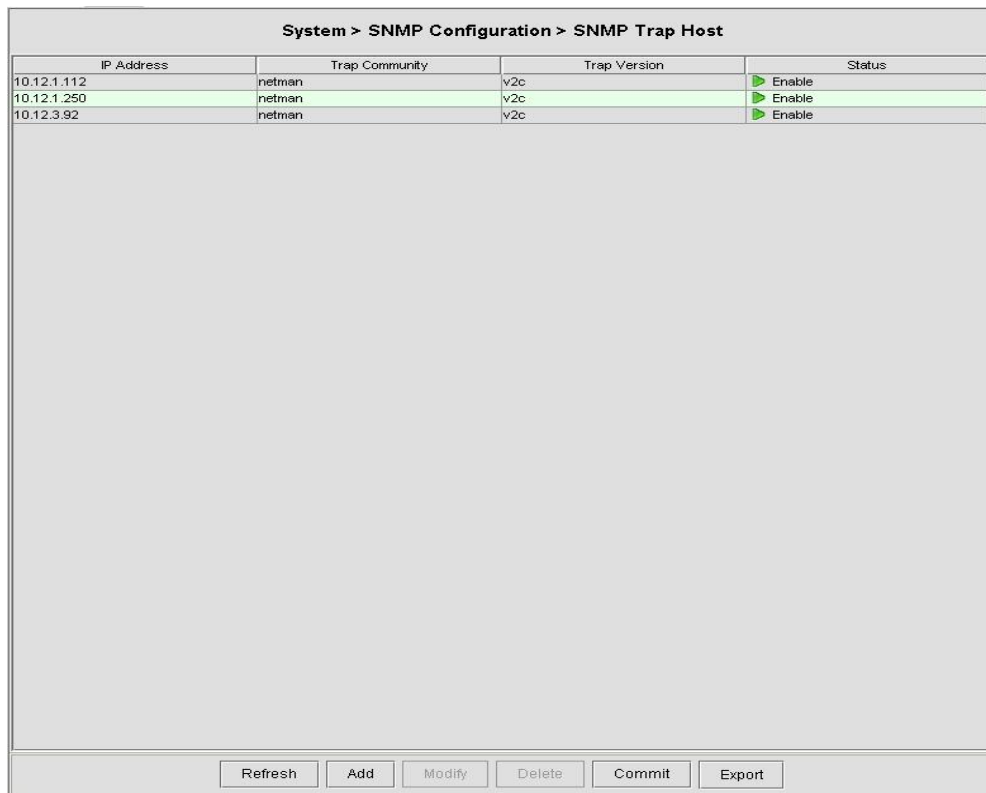 System > SNMP Configuration > SNMP Trap Host
IP Address Trap Community Trap Version Status
10.12.1.112 netman v2c Enable
10.12.1.250 netman v2c Enable
10.12.3.92 netman v2c Enable
Refresh Add Modify Delete Commit Export